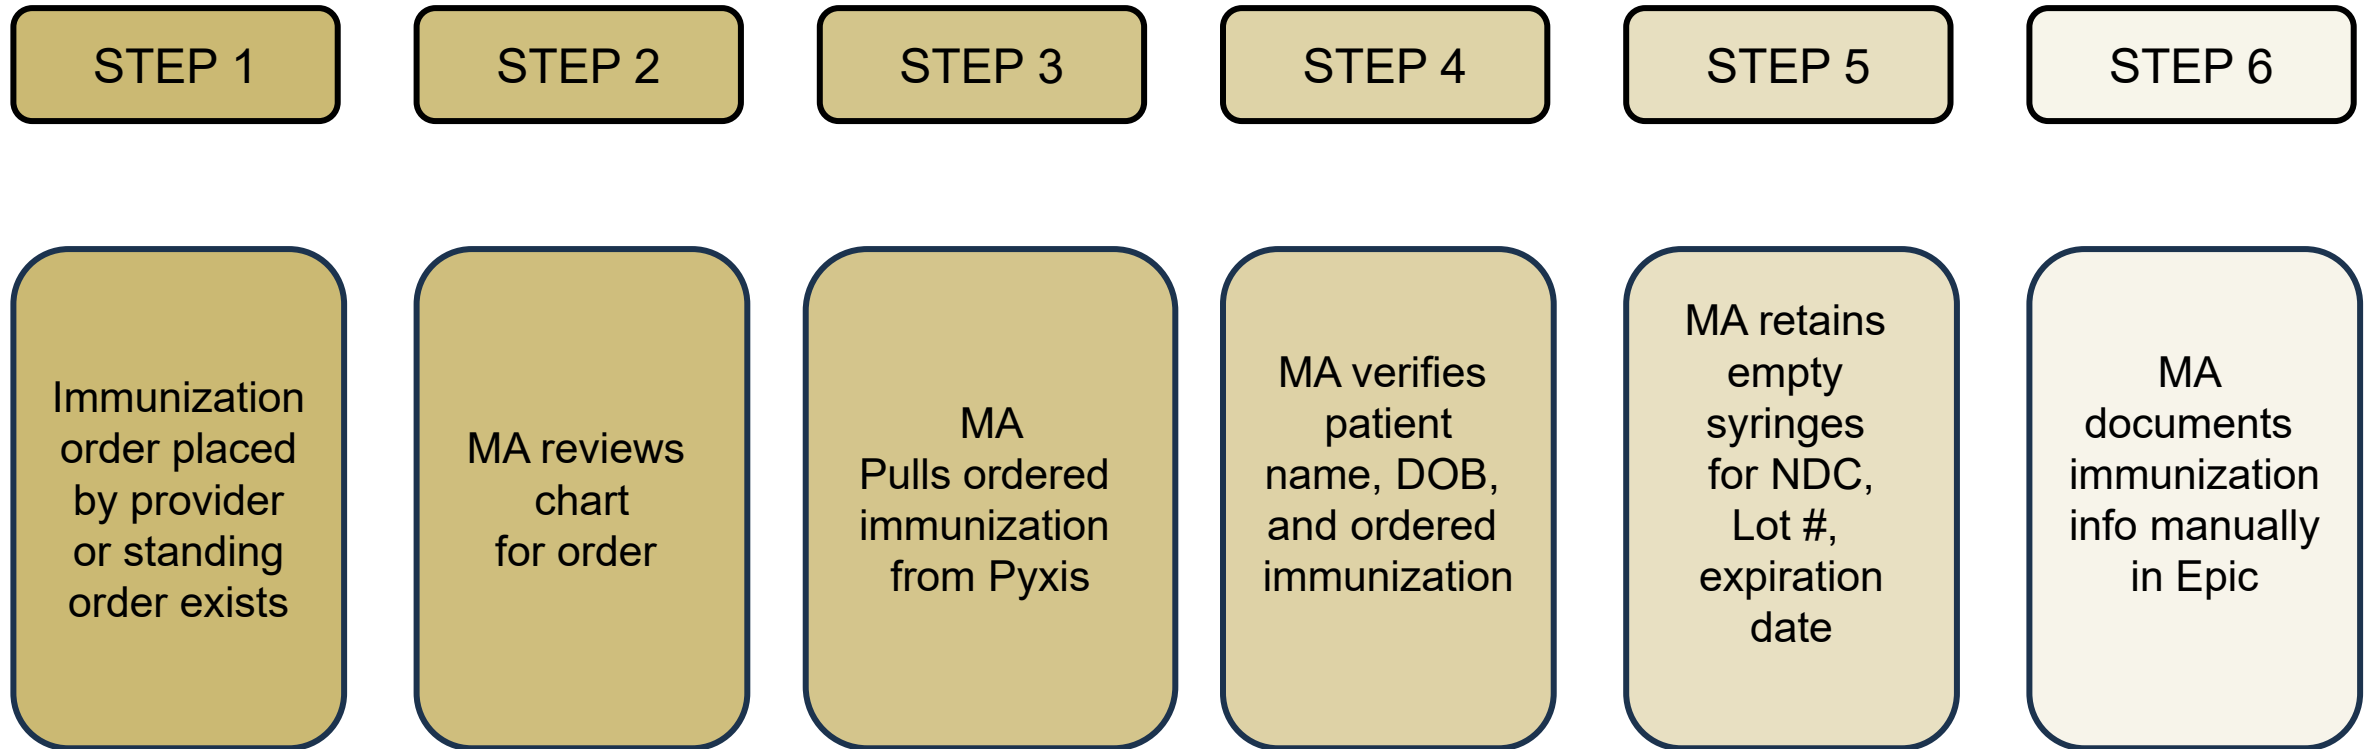 STEP 1
STEP 2
STEP 3
STEP 4
STEP 5
STEP 6
Immunization
order placed
by provider
or standing
order exists
MA reviews
chart
for order
MA
Pulls ordered
immunization
from Pyxis
MA verifies
patient
name, DOB,
and ordered
immunization
MA retains
empty
syringes
for NDC,
Lot #,
expiration
date
MA
documents
immunization
info manually
in Epic